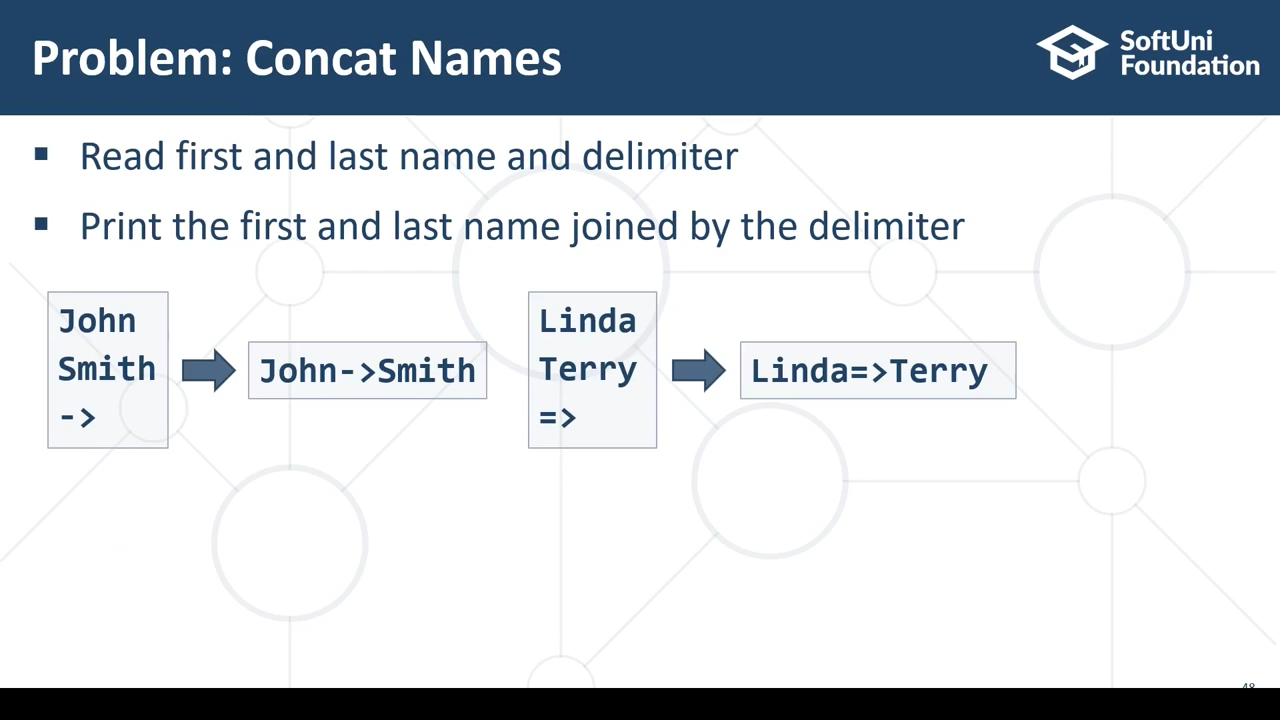 Problem: Concat Names
SoftUni
Foundation
▪ Read first and last name and delimiter
▪ Print the first and last name joined by the delimiter
John
Smith
->
John->Smith
Linda
Terry
=>
Linda=>Terry
48